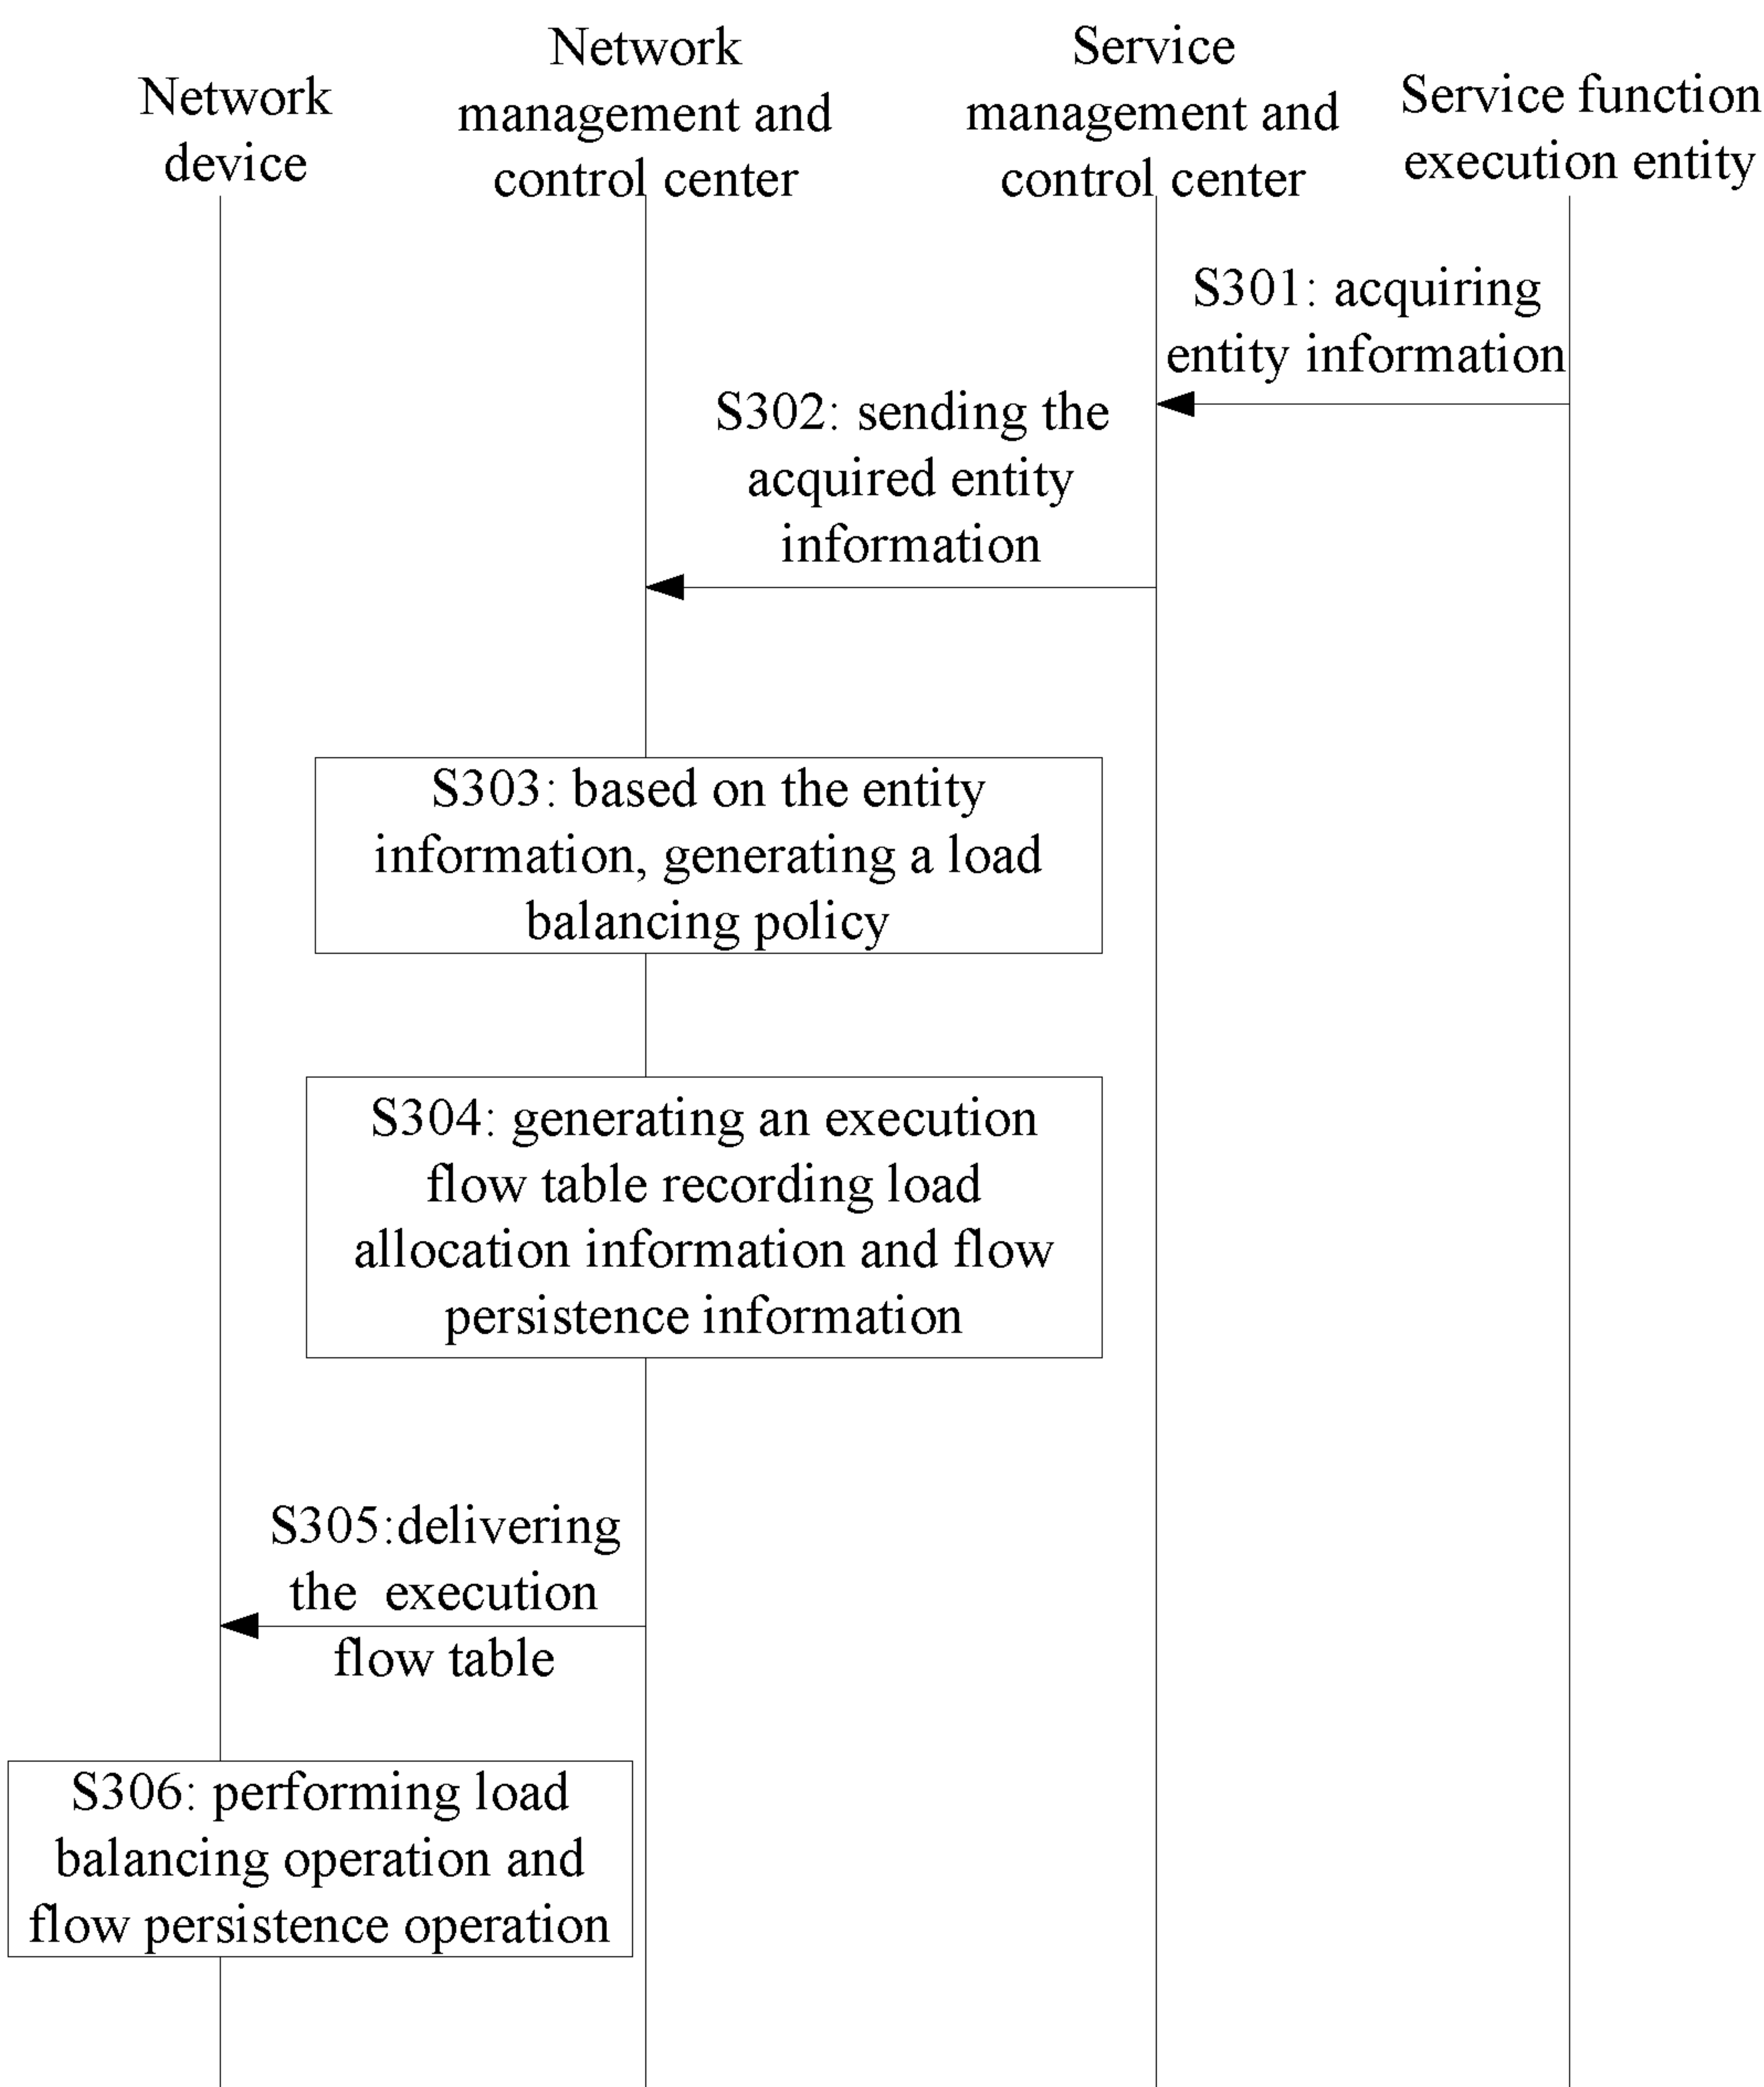 Network
device
Network
management and
control center
Service
management and
control center
Service function
execution entity
S301: acquiring
entity information
S302: sending the
acquired entity
information
S303: based on the entity
information, generating a load
balancing policy
S304: generating an execution
flow table recording load
allocation information and flow
persistence information
S305:delivering
the execution
flow table
S306: performing load
balancing operation and
flow persistence operation